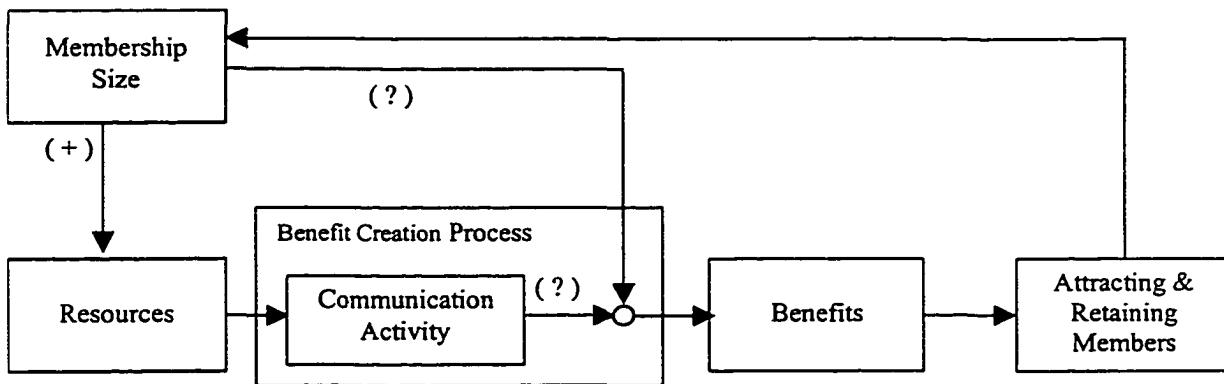 Membership
Size
( ? )
( + )
Benefit Creation Process
Resources
Communication
Activity
( ? )
Benefits
Attracting &
Retaining
Members